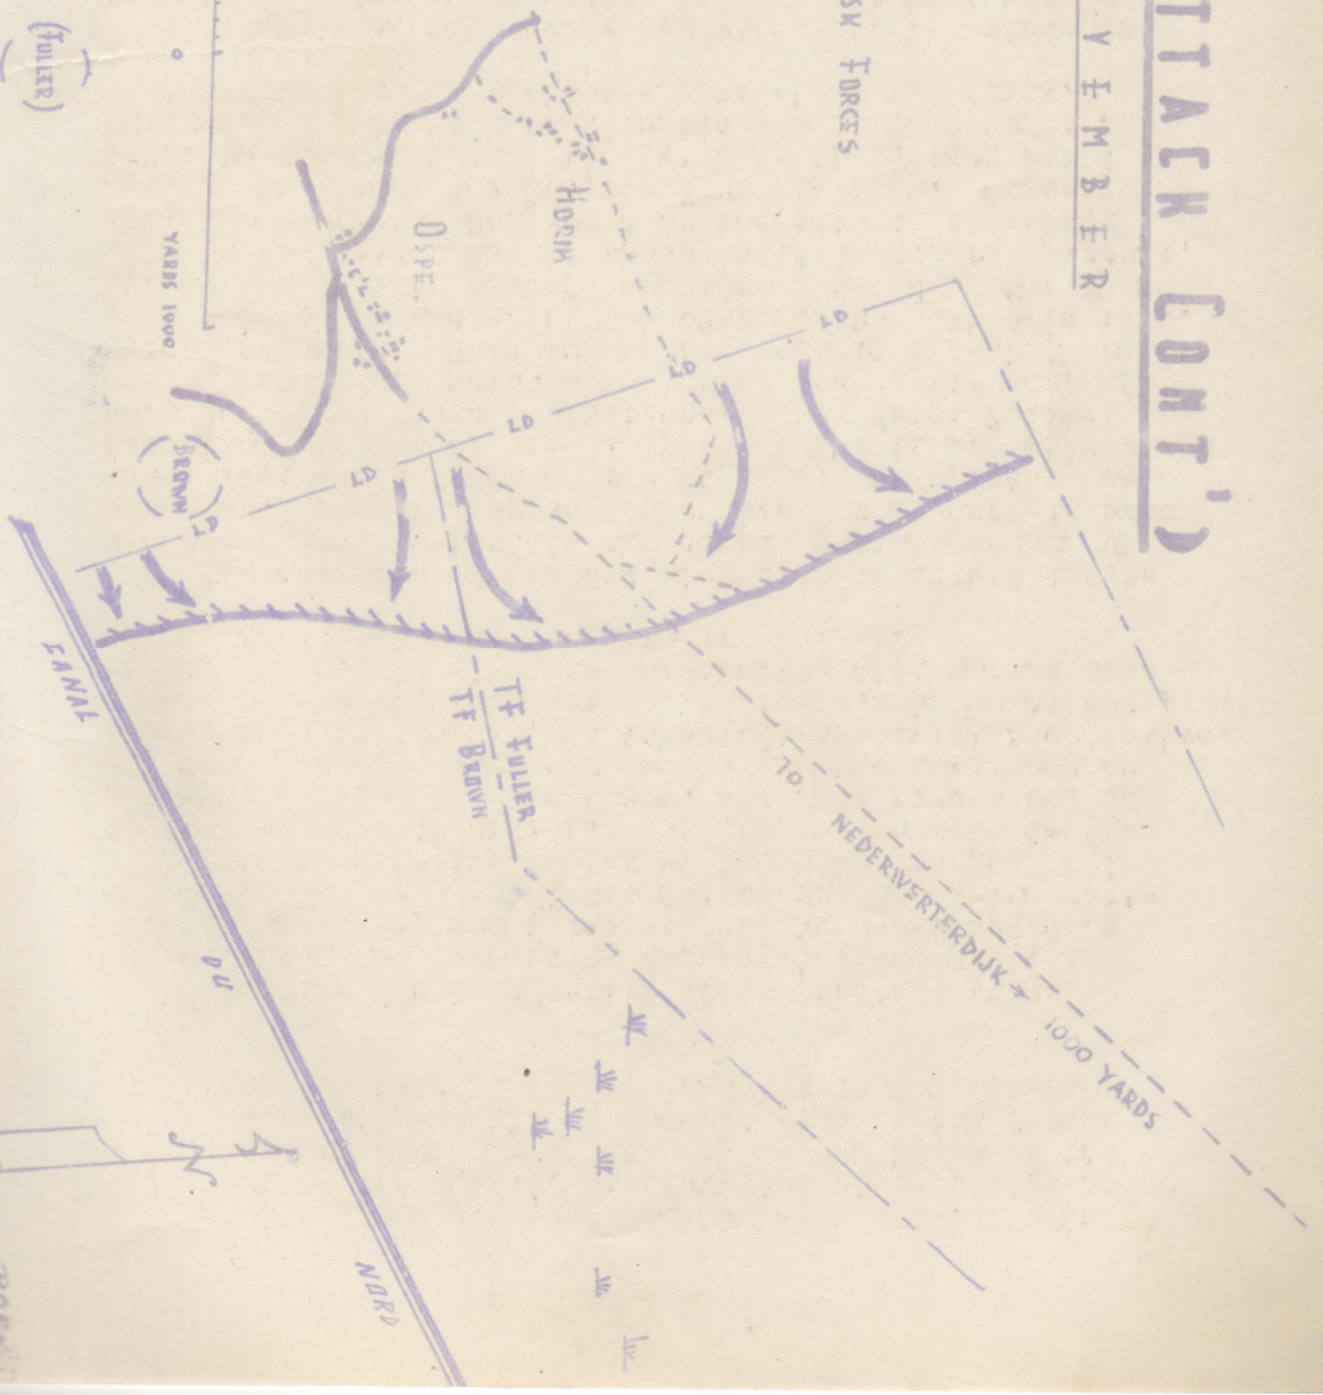 TTACK CONT')
VEMBER
SK FORCES
HORIK
OSPE.
LD
LD
LD
LD
LD
YARDS 1000
0
(FULLER)
(BROWN)
TF FULLER
TF BROWN
TO NEDERWERTERDIJK → 1000 YARDS
CANAL DU NORD
N